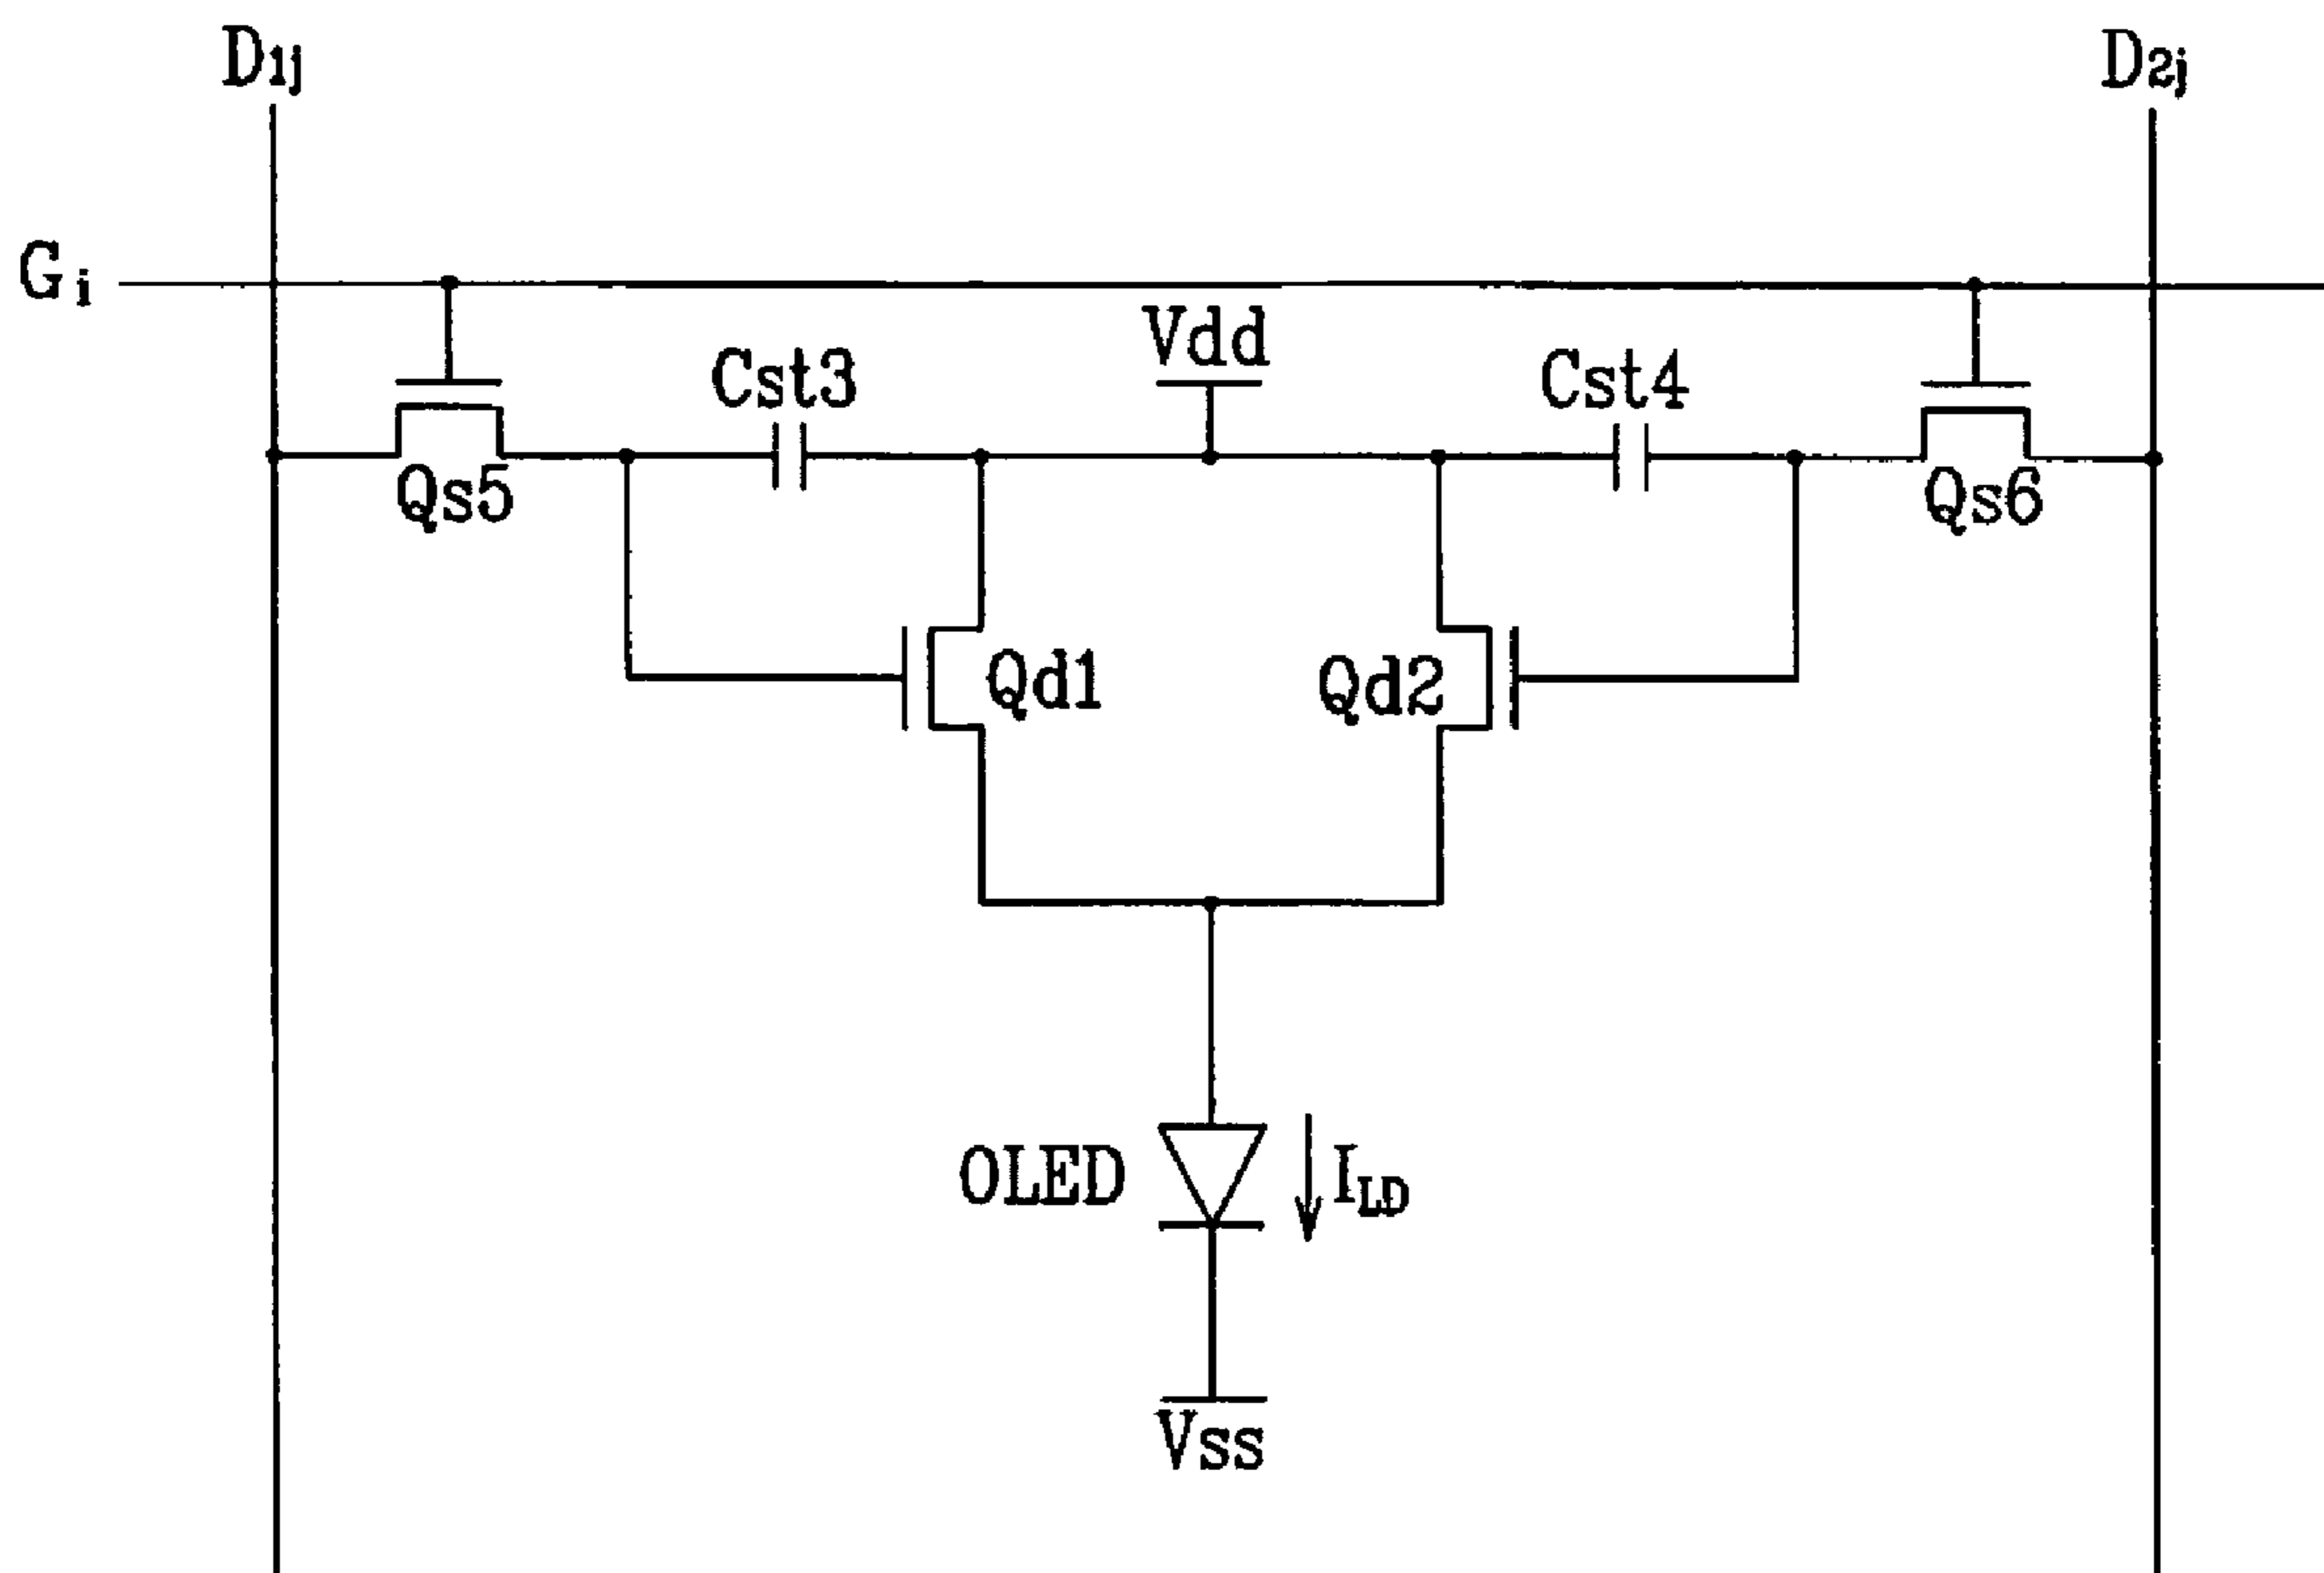 D1j
D2j
Gi
Vdd
Cst3
Cst4
Qs5
Qs6
Qd1
Qd2
OLED
ILD
Vss